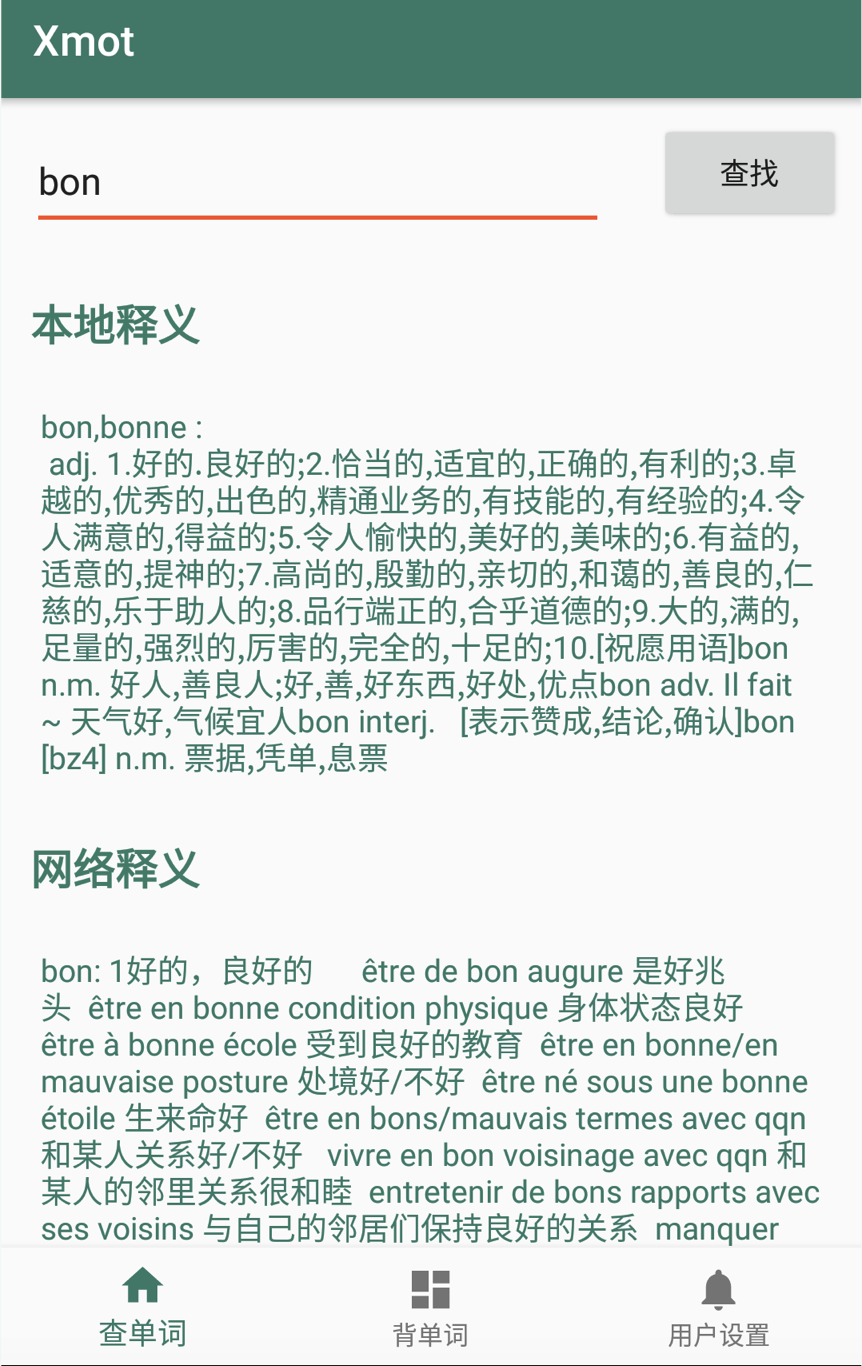 Xmot
bon
查找
本地释义
bon,bonne :
adj. 1.好的.良好的;2.恰当的,适宜的,正确的,有利的;3.卓
越的,优秀的,出色的,精通业务的,有技能的,有经验的;4.令
人满意的,得益的;5.令人愉快的,美好的,美味的;6.有益的,
适意的,提神的;7.高尚的,殷勤的,亲切的,和蔼的,善良的,仁
慈的,乐于助人的;8.品行端正的,合乎道德的;9.大的,满的,
足量的,强烈的,厉害的,完全的,十足的;10.[祝愿用语]bon
n.m. 好人,善良人;好,善,好东西,好处,优点bon adv. Il fait
~ 天气好,气候宜人bon interj. [表示赞成,结论,确认]bon
[bz4] n.m. 票据,凭单,息票
网络释义
bon: 1好的，良好的 être de bon augure 是好兆
头 être en bonne condition physique 身体状态良好
être à bonne école 受到良好的教育 être en bonne/en
mauvaise posture 处境好/不好 être né sous une bonne
étoile 生来命好 être en bons/mauvais termes avec qqn
和某人关系好/不好 vivre en bon voisinage avec qqn 和
某人的邻里关系很和睦 entretenir de bons rapports avec
ses voisins 与自己的邻居们保持良好的关系 manquer
查单词
背单词
用户设置